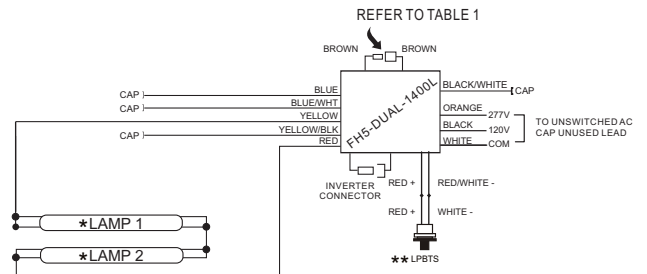 REFER TO TABLE 1
BROWN BROWN
CAP BLUE
CAP BLUE/WHT
YELLOW
CAP YELLOW/BLK
RED
FH5-DUAL-1400L
BLACK/WHITE CAP
ORANGE 277V
BLACK 120V
WHITE COM
TO UNSWITCHED AC
CAP UNUSED LEAD
INVERTER
CONNECTOR
RED + RED/WHITE -
RED + WHITE -
**LPBTS
*LAMP 1
*LAMP 2